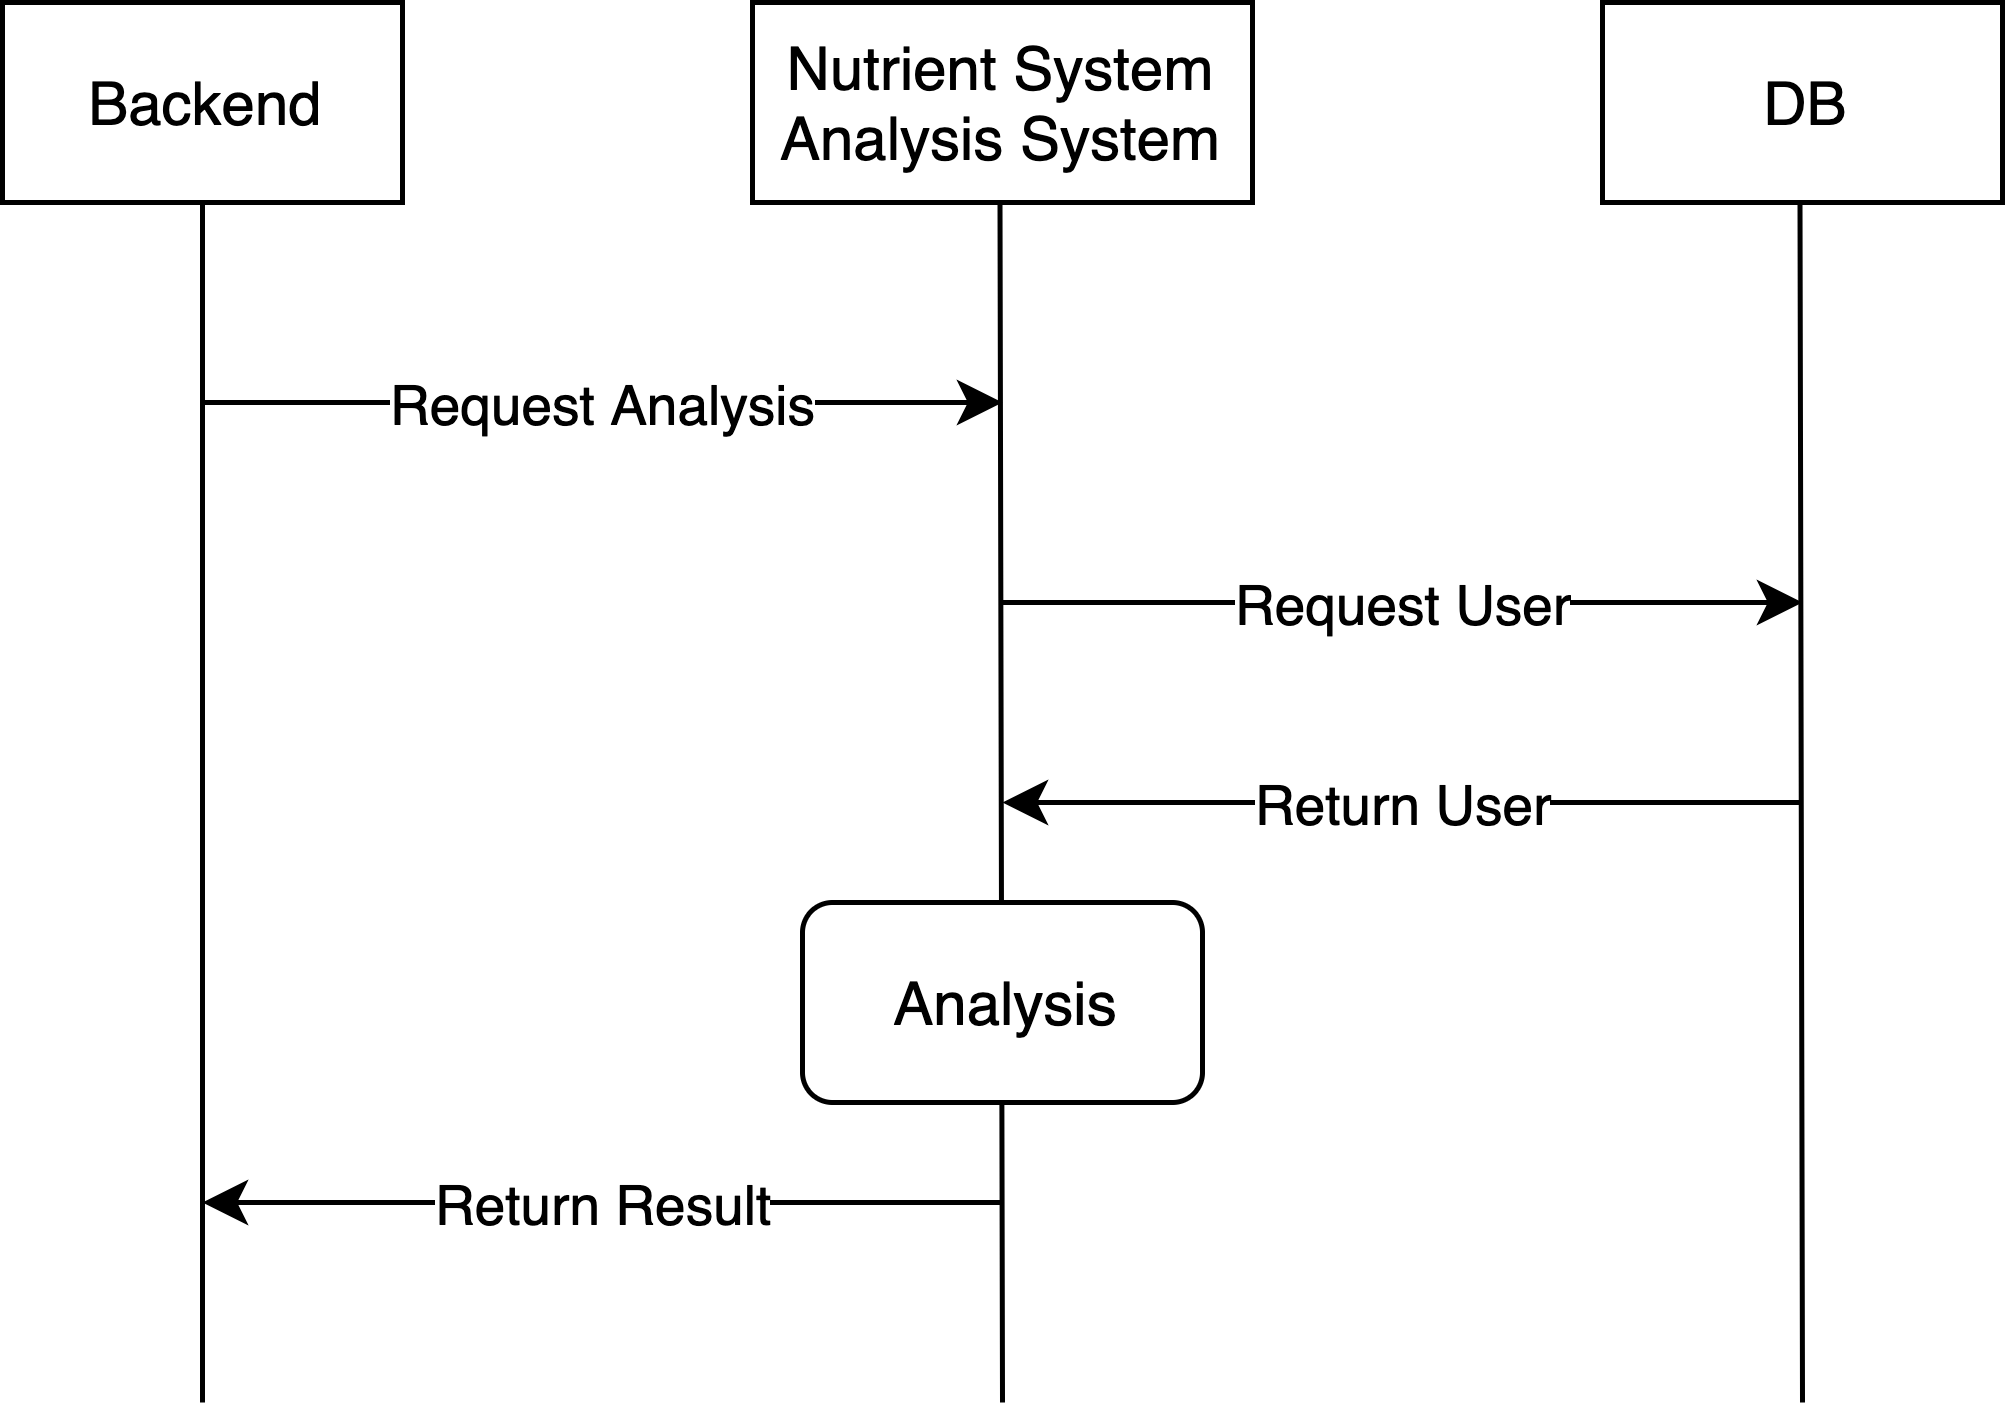 Backend
Nutrient System
Analysis System
DB
Request Analysis
Request User
Return User
Analysis
Return Result